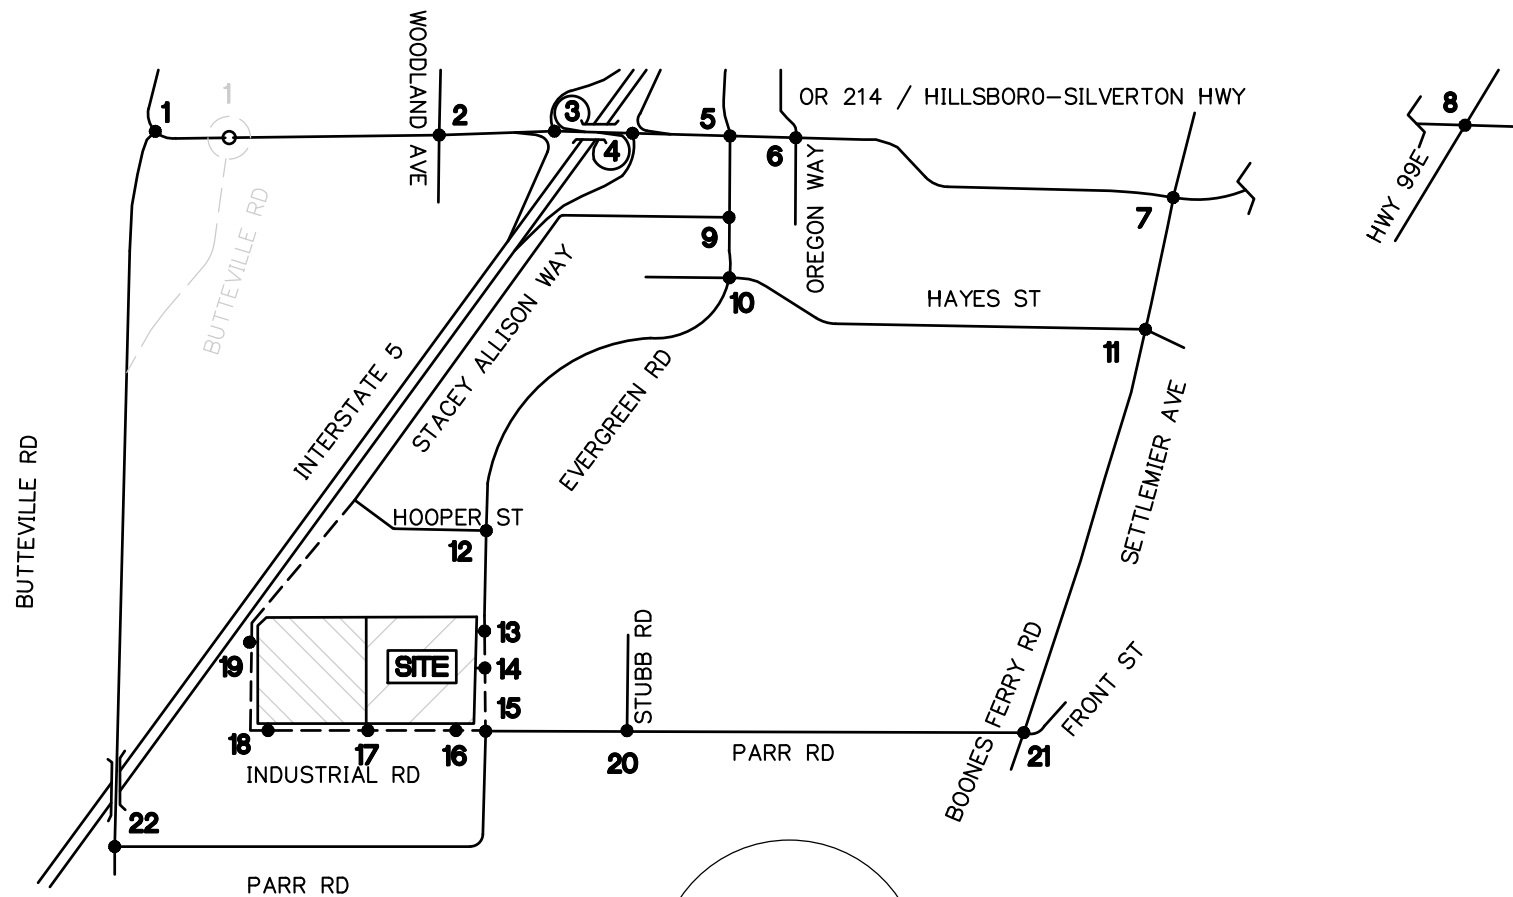 WOODLAND AVE
1
1
2
3
4
5
6
OR 214 / HILLSBORO-SILVERTON HWY
8
HWY 99E
BUTTEVILLE RD
OREGON WAY
7
9
10
HAYES ST
11
INTERSTATE 5
STACEY ALLISON WAY
EVERGREEN RD
SETTLEMIER AVE
BUTTEVILLE RD
HOOPER ST
12
13
14
15
SITE
19
18
17
16
INDUSTRIAL RD
STUBB RD
20
PARR RD
BOONES FERRY RD
FRONT ST
21
22
PARR RD